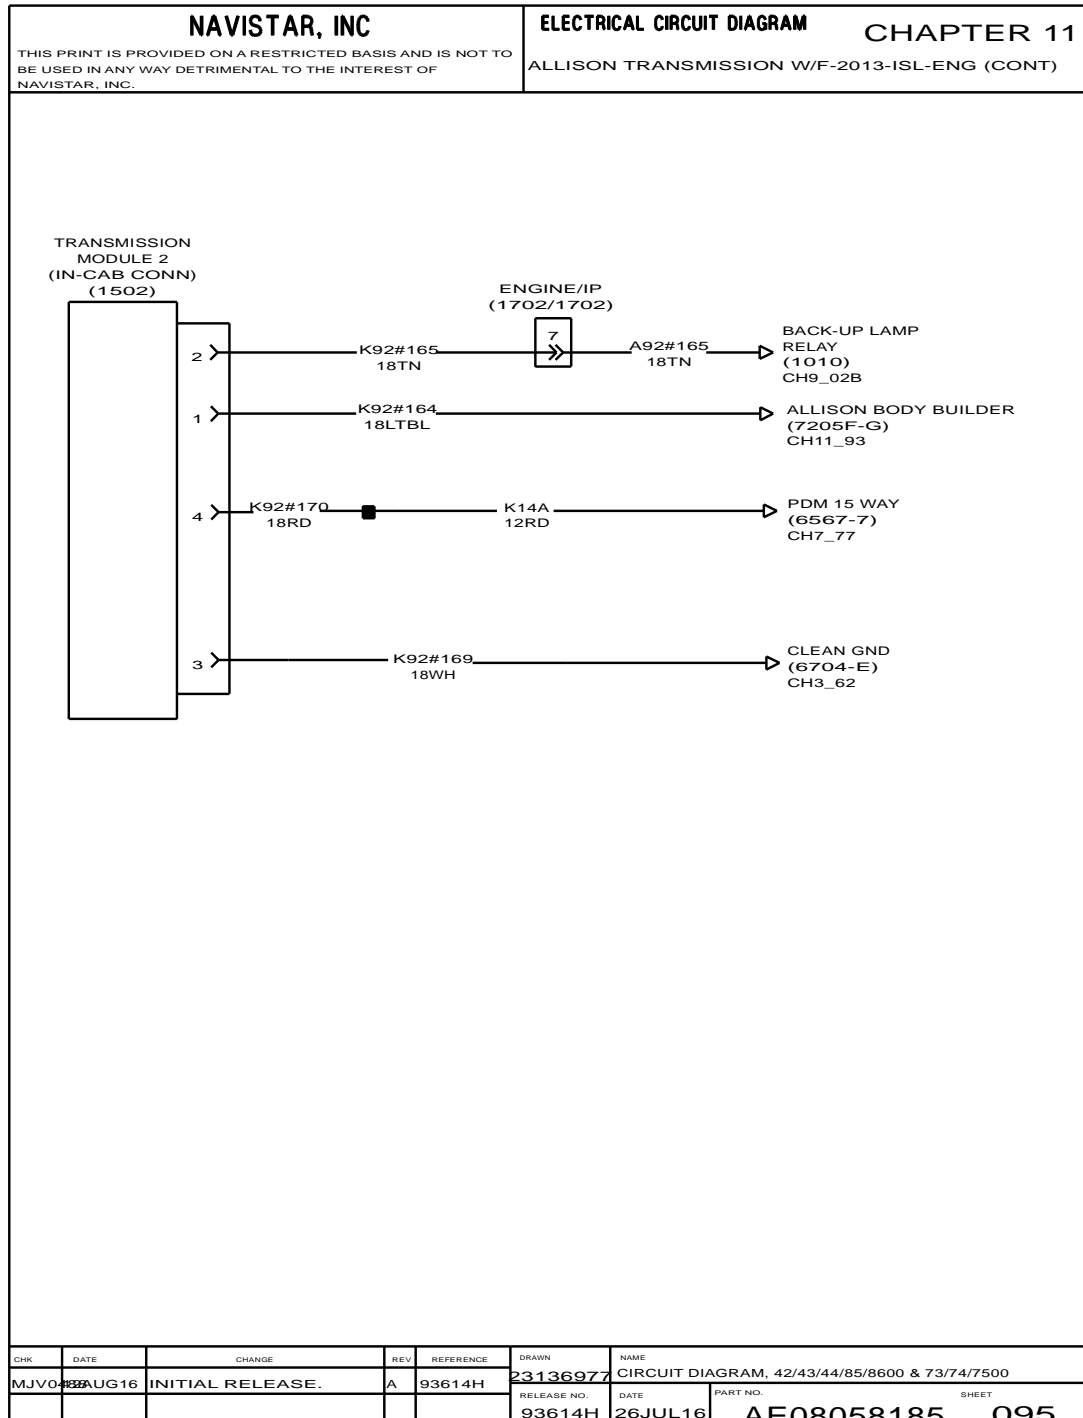 NAVISTAR, INC
THIS PRINT IS PROVIDED ON A RESTRICTED BASIS AND IS NOT TO
BE USED IN ANY WAY DETRIMENTAL TO THE INTEREST OF
NAVISTAR, INC.
ELECTRICAL CIRCUIT DIAGRAM
CHAPTER 11
ALLISON TRANSMISSION W/F-2013-ISL-ENG (CONT)
TRANSMISSION
MODULE 2
(IN-CAB CONN)
(1502)
ENGINE/IP
(1702/1702)
7
2
K92#165
18TN
A92#165
18TN
BACK-UP LAMP
RELAY
(1010)
CH9_02B
1
K92#164
18LTBL
ALLISON BODY BUILDER
(7205F-G)
CH11_93
4
K92#170
18RD
K14A
12RD
PDM 15 WAY
(6567-7)
CH7_77
3
K92#169
18WH
CLEAN GND
(6704-E)
CH3_62
CHK
DATE
CHANGE
REV
REFERENCE
DRAWN
NAME
INITIAL RELEASE.
A
93614H
23136977
CIRCUIT DIAGRAM, 42/43/44/85/8600 & 73/74/7500
RELEASE NO.
DATE
PART NO.
SHEET
93614H
26JUL16
AE08058185
095